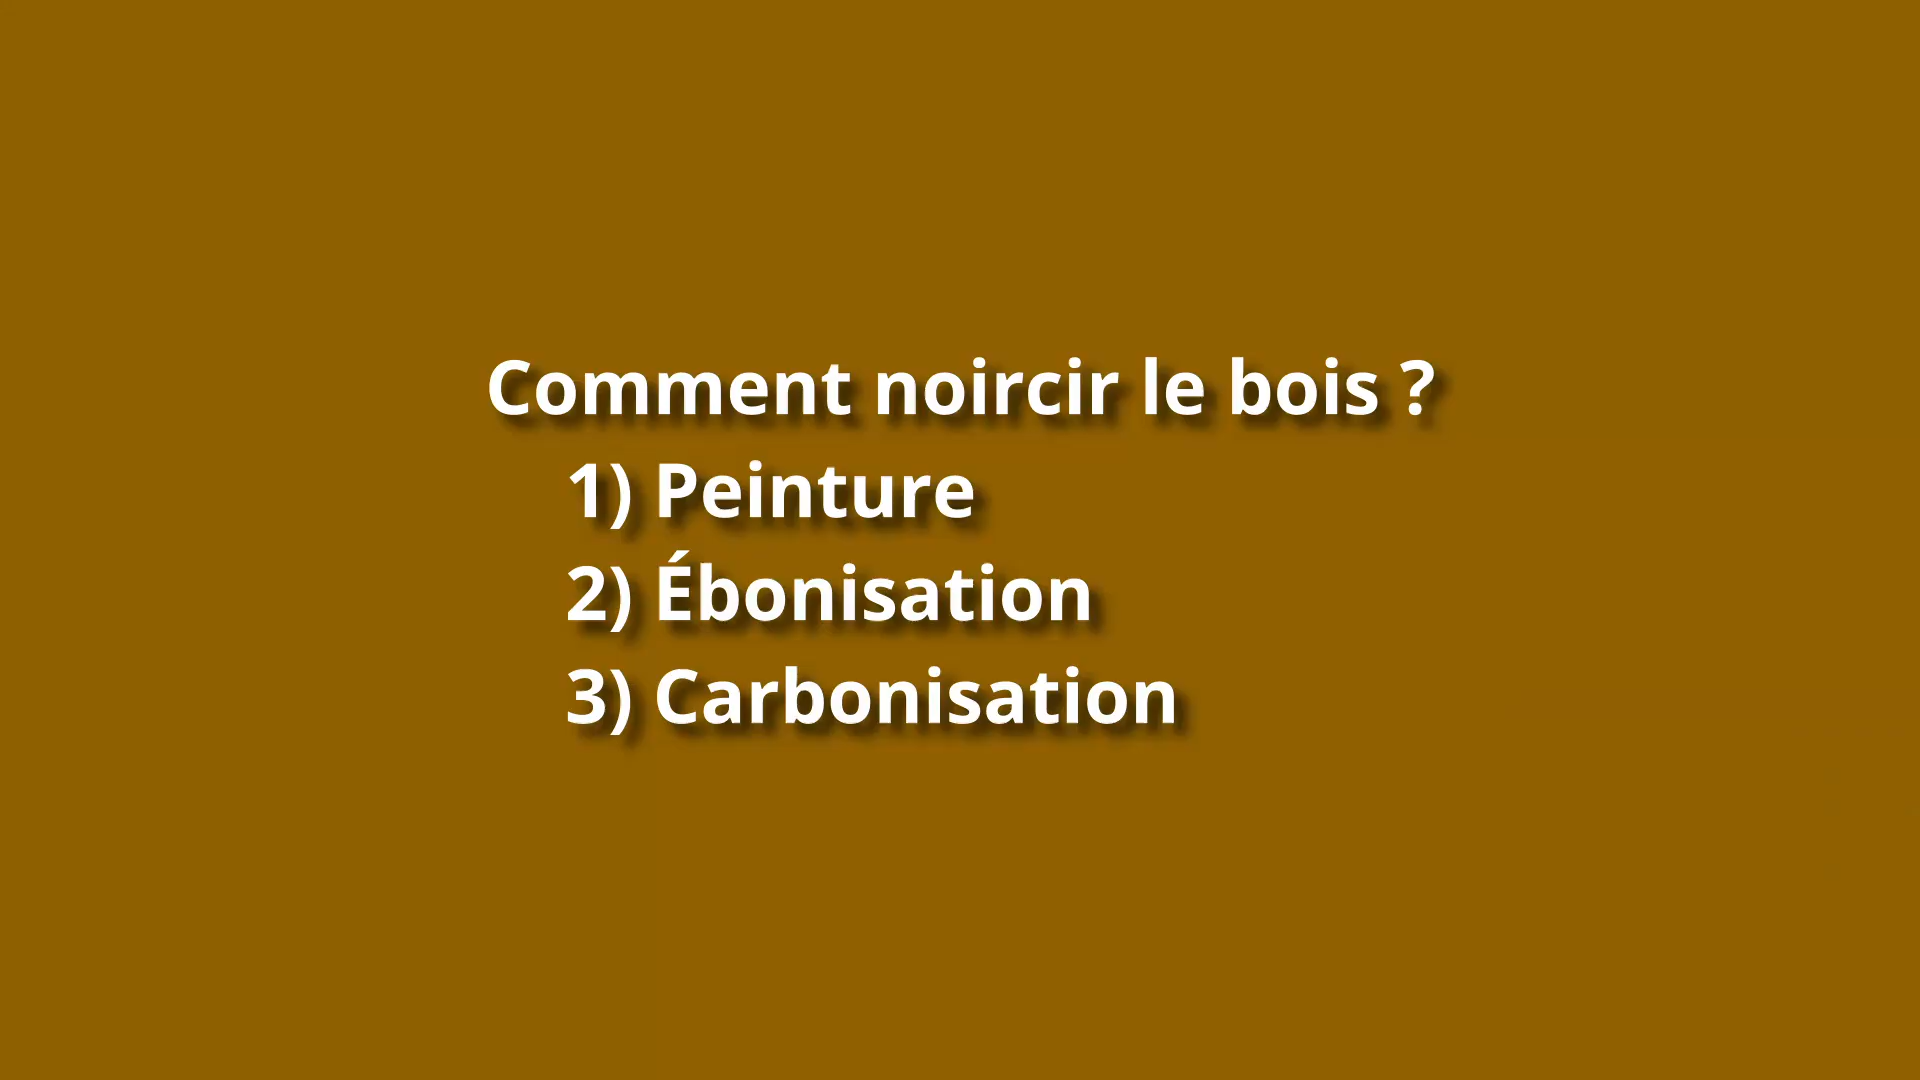 Comment noircir le bois ?
1) Peinture
2) Ébonisation
3) Carbonisation